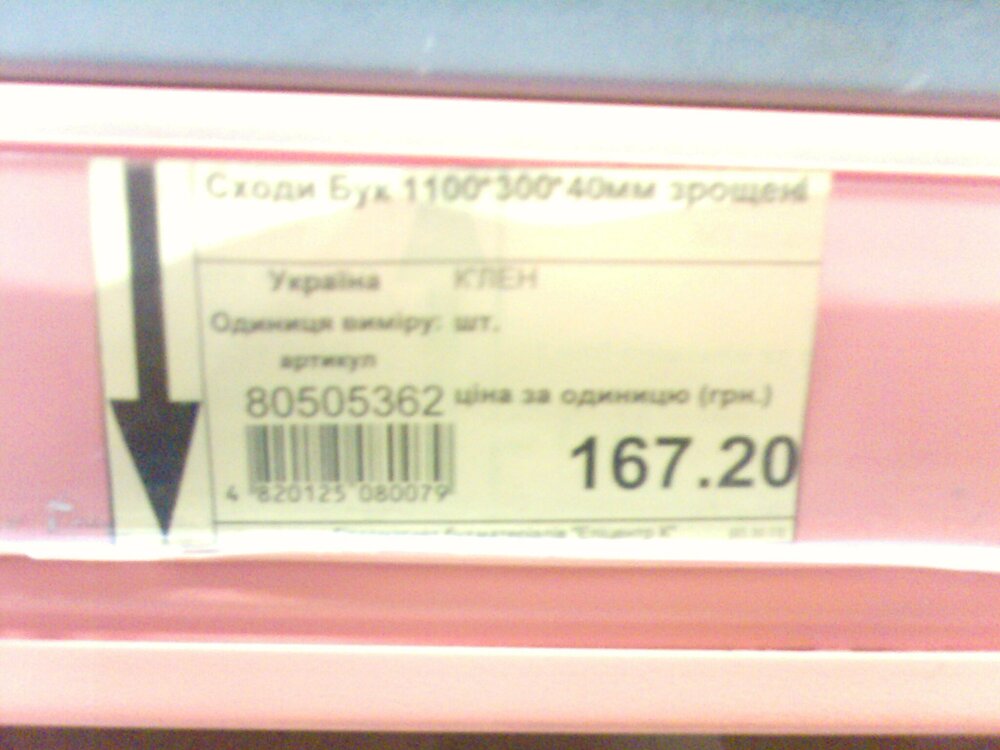 Сходи Бук 1100*300*40мм зрощені
Україна КЛЕН
Одиниця виміру: шт.
артикул
80505362 ціна за одиницю (грн.)
167.20
4 820125 080079
"Епіцентр К"